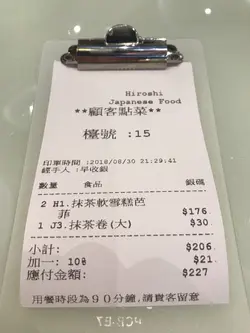 Hiroshi
Japanese Food
**顧客點菜**
檯號 :15
印單時間 :2018/08/30 21:29:41
經手人 :早收銀
數量 食品 銀碼
2 H1.抹茶軟雪糕芭
菲 $176
1 J3.抹茶卷(大) $30
小計: $206
加一: 10% $21
應付金額: $227
用餐時段為90分鐘,請貴客留意